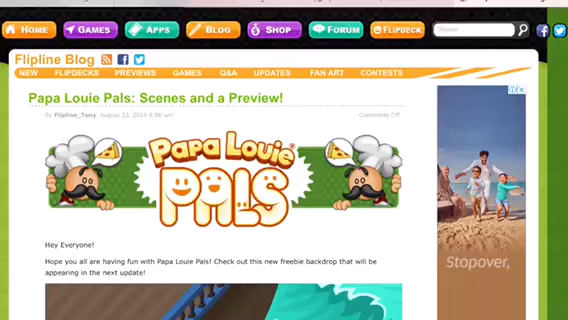 Home Games Apps Blog Shop Forum Flipdeck Search
Flipline Blog
NEW FLIPDECKS PREVIEWS GAMES Q&A UPDATES FAN ART CONTESTS
Papa Louie Pals: Scenes and a Preview!
By Flipline_Tony August 23, 2019 8:00 am Comments Off
Papa Louie
PALS
Hey Everyone!
Hope you all are having fun with Papa Louie Pals! Check out this new freebie backdrop that will be
appearing in the next update!
Stopover,